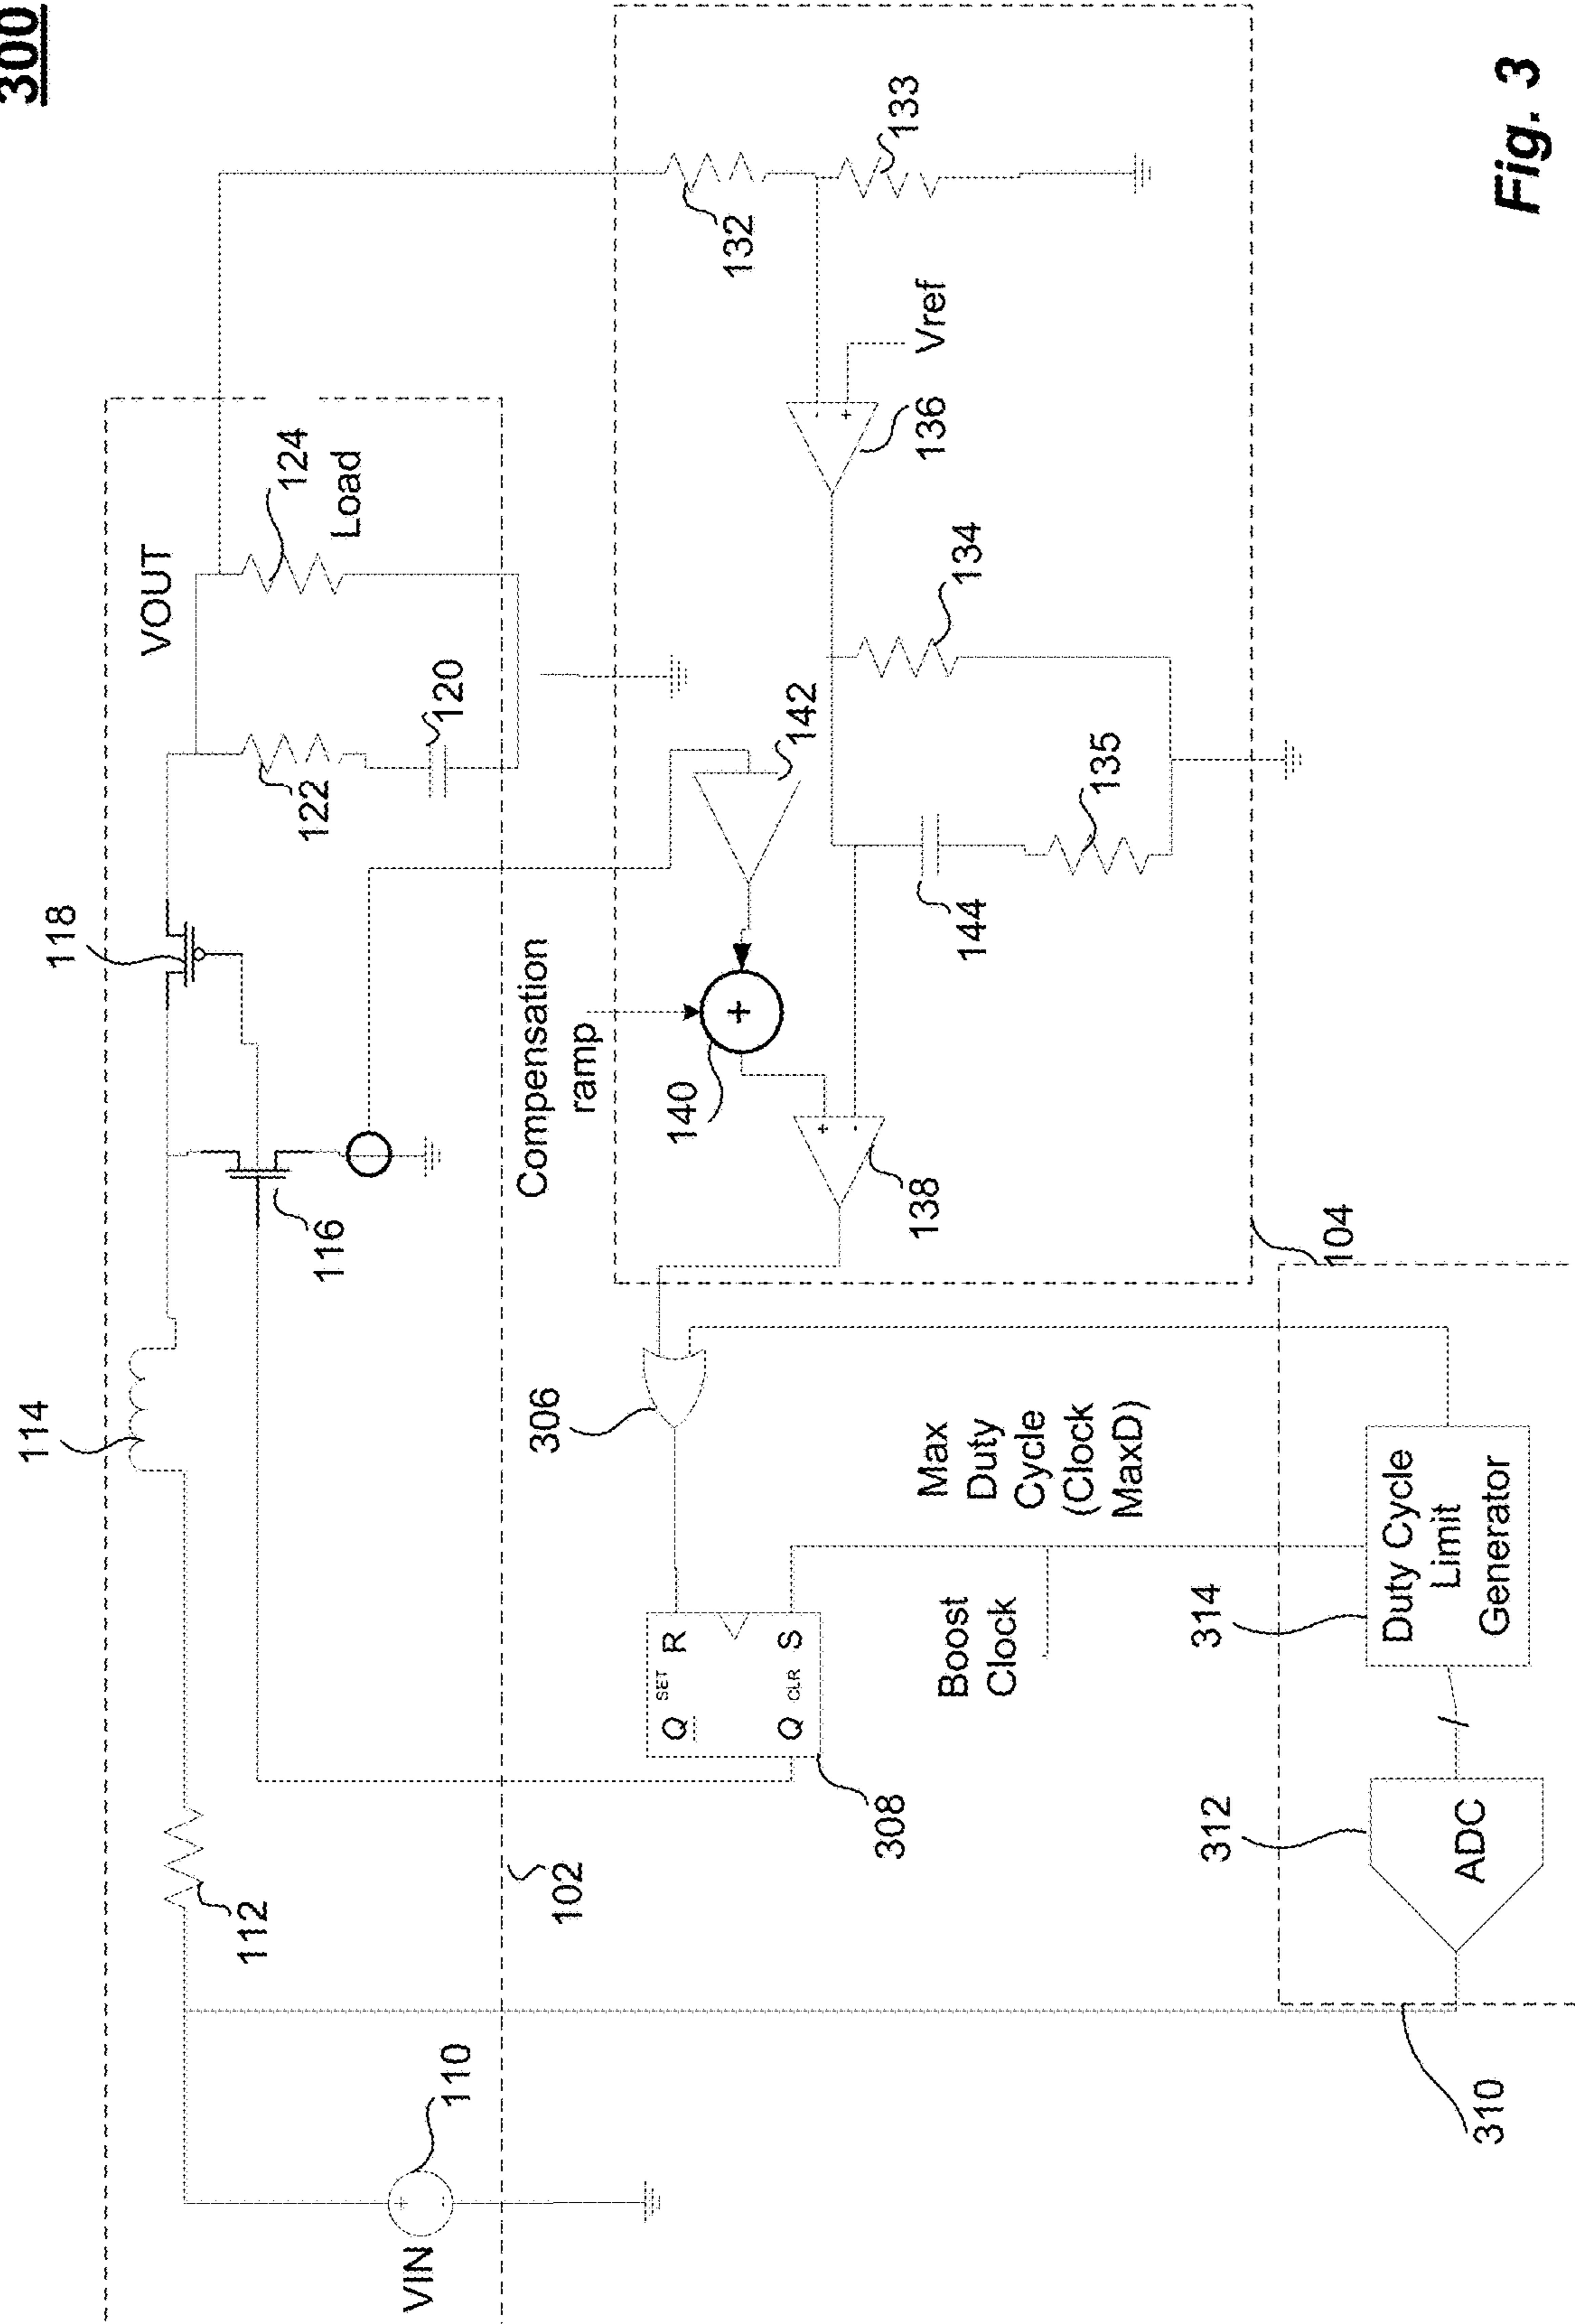 300
114
118
VOUT
112
116
122
120
124
Load
VIN
110
102
Compensation
ramp
306
140
+
142
132
133
Q SET R
Q CLR S
308
+
-
138
144
135
134
136
-
+
Vref
Boost
Clock
Max
Duty
Cycle
(Clock
MaxD)
104
310
312
ADC
314
Duty Cycle
Limit
Generator
Fig. 3